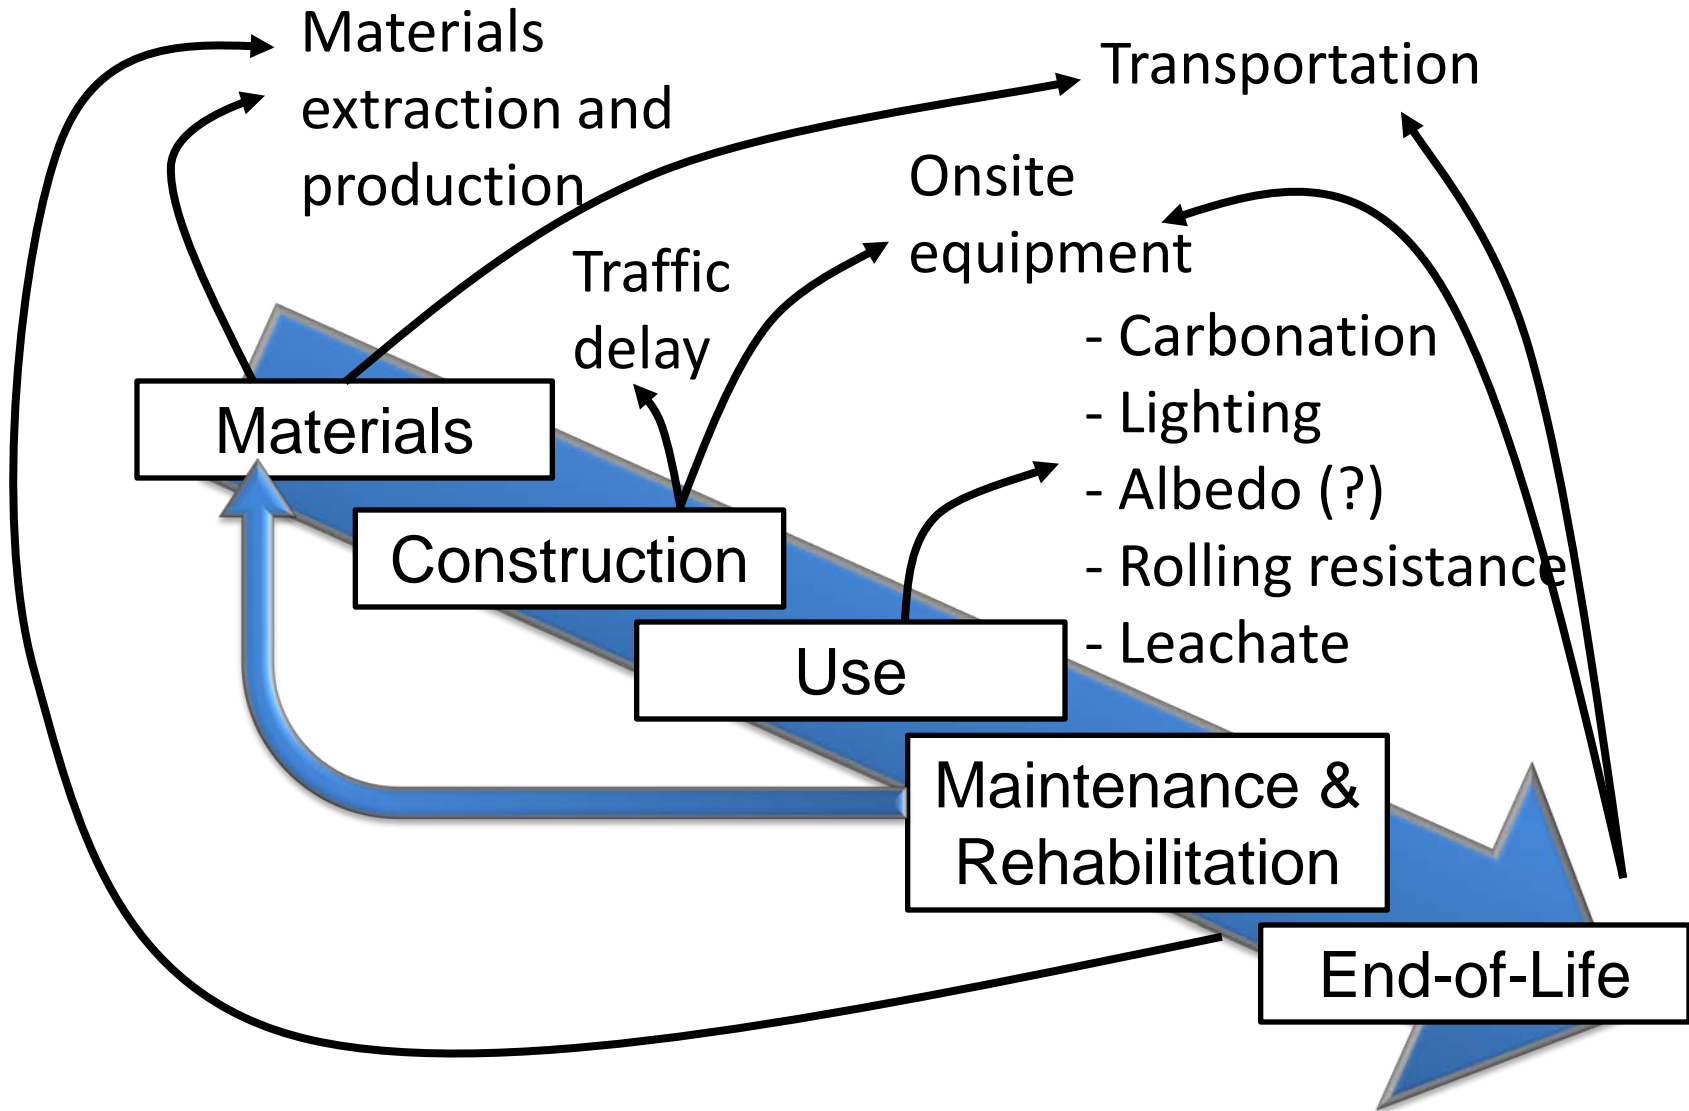 Materials
extraction and
production
Transportation
Onsite
equipment
Traffic
delay
- Carbonation
- Lighting
- Albedo (?)
- Rolling resistance
- Leachate
Materials
Construction
Use
Maintenance &
Rehabilitation
End-of-Life